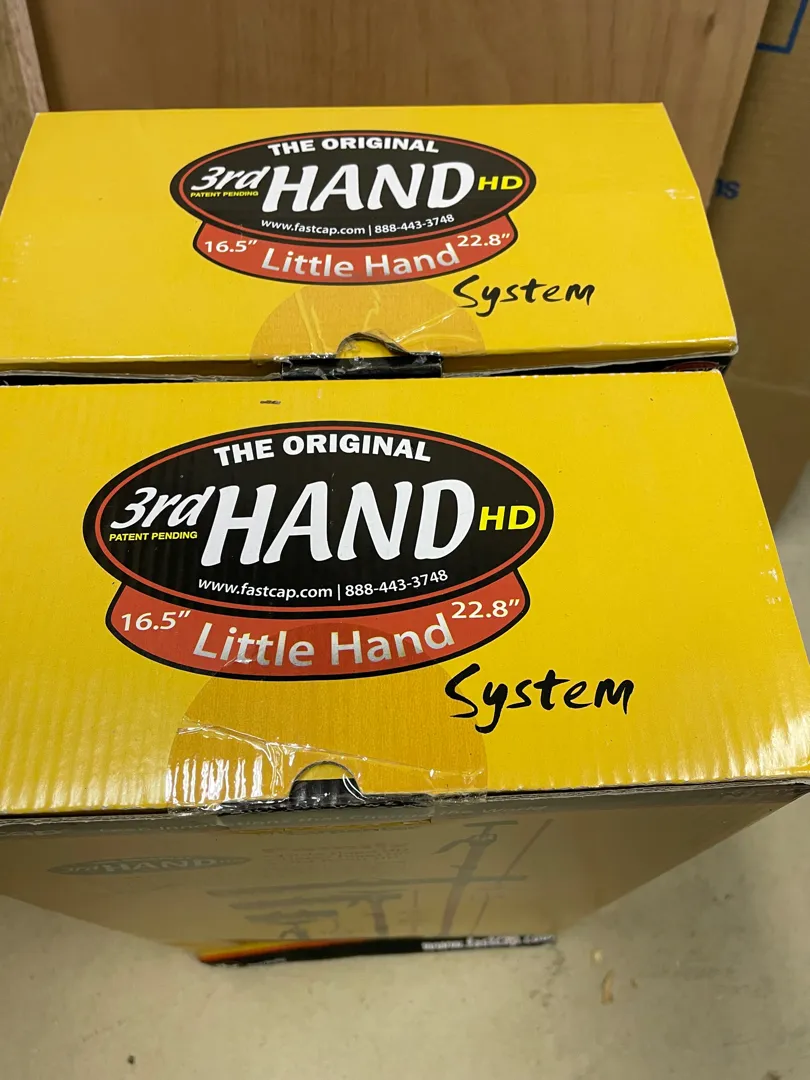 THE ORIGINAL
3rd HAND HD
PATENT PENDING
www.fastcap.com | 888-443-3748
16.5" Little Hand 22.8"
System
THE ORIGINAL
3rd HAND HD
PATENT PENDING
www.fastcap.com | 888-443-3748
16.5" Little Hand 22.8"
System
HAND
www.fastcap.com